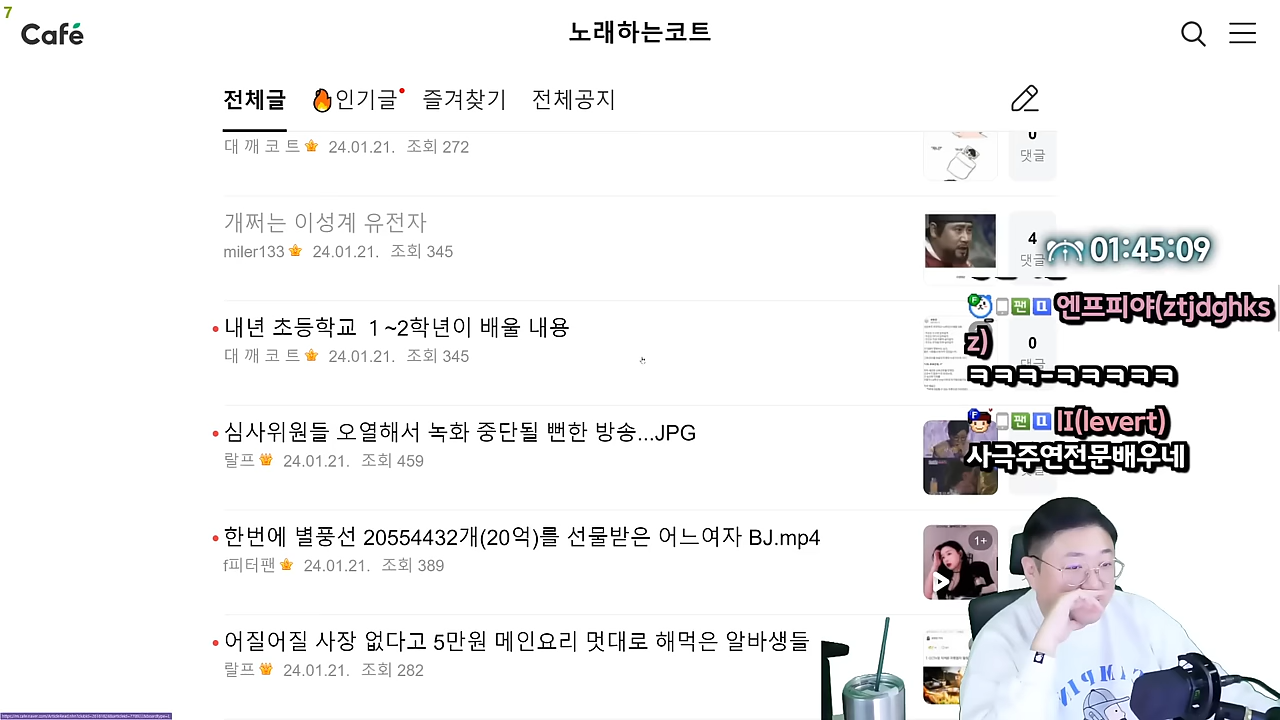 7
Café
노래하는코트
전체글
인기글
즐겨찾기
전체공지
대 깨 코 트 24.01.21. 조회 272
0
댓글
개쩌는 이성계 유전자
miler133 24.01.21. 조회 345
4
댓글
01:45:09
내년 초등학교 1~2학년이 배울 내용
대 깨 코 트 24.01.21. 조회 345
0
댓글
팬 엔프피야(ztjdghks
z)
ㅋㅋㅋ-ㅋㅋㅋㅋㅋ
팬 lI(levert)
사극주연전문배우네
심사위원들 오열해서 녹화 중단될 뻔한 방송...JPG
랄프 24.01.21. 조회 459
한번에 별풍선 20554432개(20억)를 선물받은 어느여자 BJ.mp4
f피터팬 24.01.21. 조회 389
1+
어질어질 사장 없다고 5만원 메인요리 멋대로 해먹은 알바생들
랄프 24.01.21. 조회 282